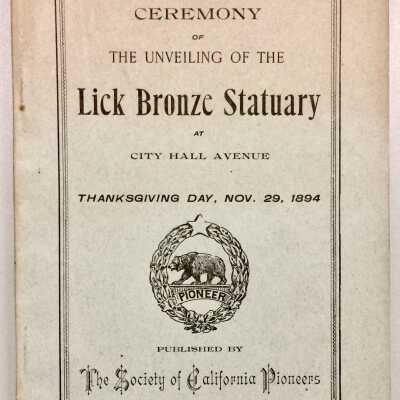 CEREMONY
OF
THE UNVEILING OF THE
Lick Bronze Statuary
AT
CITY HALL AVENUE
THANKSGIVING DAY, NOV. 29, 1894
PIONEER
PUBLISHED BY
The Society of California Pioneers